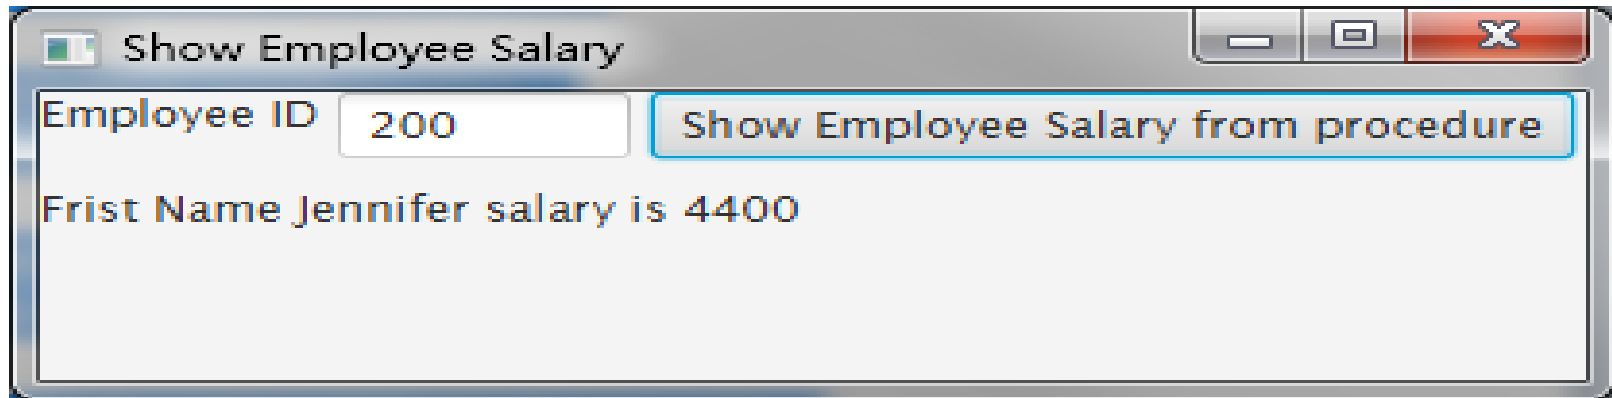 Show Employee Salary
Employee ID 200 Show Employee Salary from procedure
Frist Name Jennifer salary is 4400